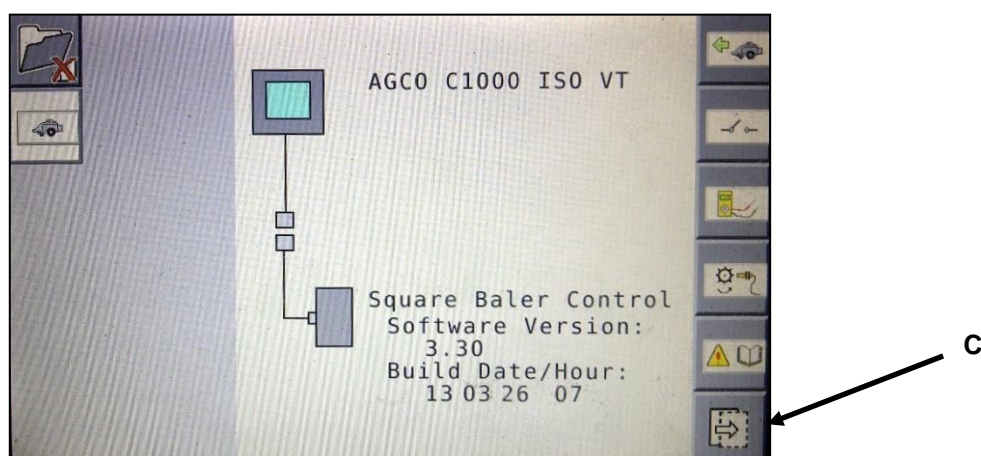 AGCO C1000 ISO VT
Square Baler Control
Software Version:
3.30
Build Date/Hour:
13 03 26 07
C